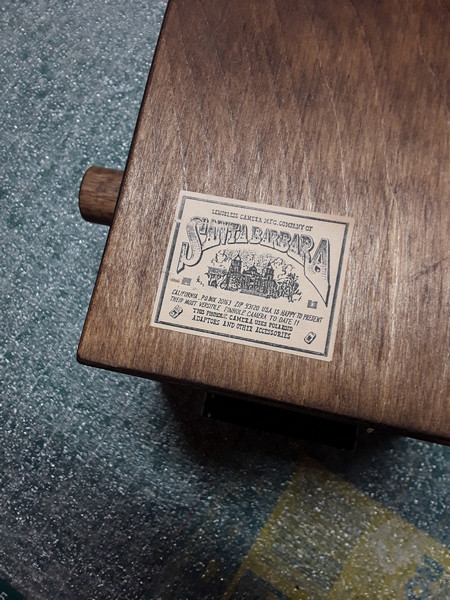 LENSLESS CAMERA MFG. COMPANY OF
SANTA BARBARA
CALIFORNIA, P.O. BOX 30163 ZIP 93130 USA IS HAPPY TO PRESENT
THEIR MOST VERSATILE PINHOLE CAMERA TO DATE !!
THIS PINHOLE CAMERA USES POLAROID
ADAPTORS AND OTHER ACCESSORIES